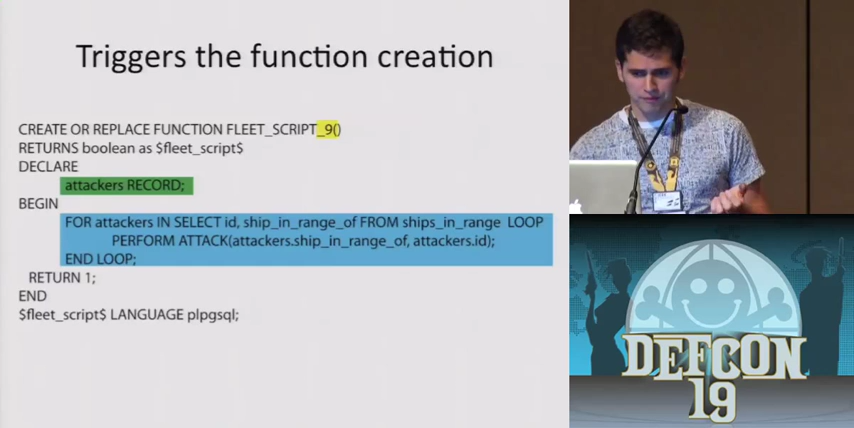 Triggers the function creation
CREATE OR REPLACE FUNCTION FLEET_SCRIPT_9()
RETURNS boolean as $fleet_script$
DECLARE
attackers RECORD;
BEGIN
FOR attackers IN SELECT id, ship_in_range_of FROM ships_in_range LOOP
PERFORM ATTACK(attackers.ship_in_range_of, attackers.id);
END LOOP;
RETURN 1;
END
$fleet_script$ LANGUAGE plpgsql;
DEFCON
19